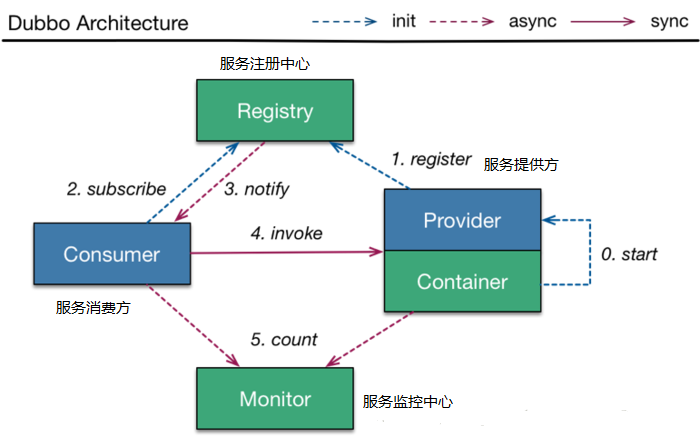 Dubbo Architecture
init
async
sync
服务注册中心
Registry
1. register
服务提供方
2. subscribe
3. notify
Provider
4. invoke
Consumer
0. start
Container
服务消费方
5. count
Monitor
服务监控中心